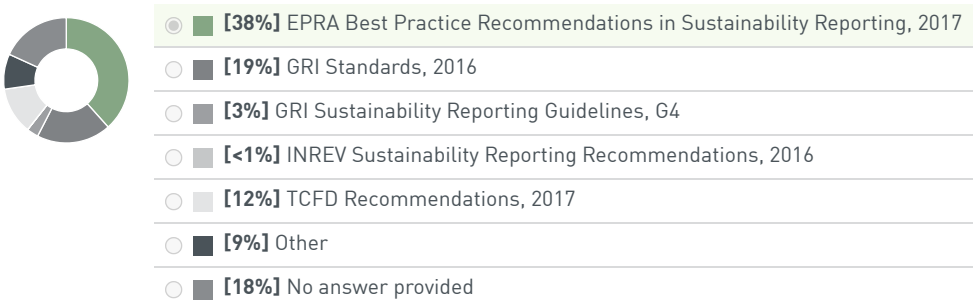 [38%] EPRA Best Practice Recommendations in Sustainability Reporting, 2017
[19%] GRI Standards, 2016
[3%] GRI Sustainability Reporting Guidelines, G4
[<1%] INREV Sustainability Reporting Recommendations, 2016
[12%] TCFD Recommendations, 2017
[9%] Other
[18%] No answer provided